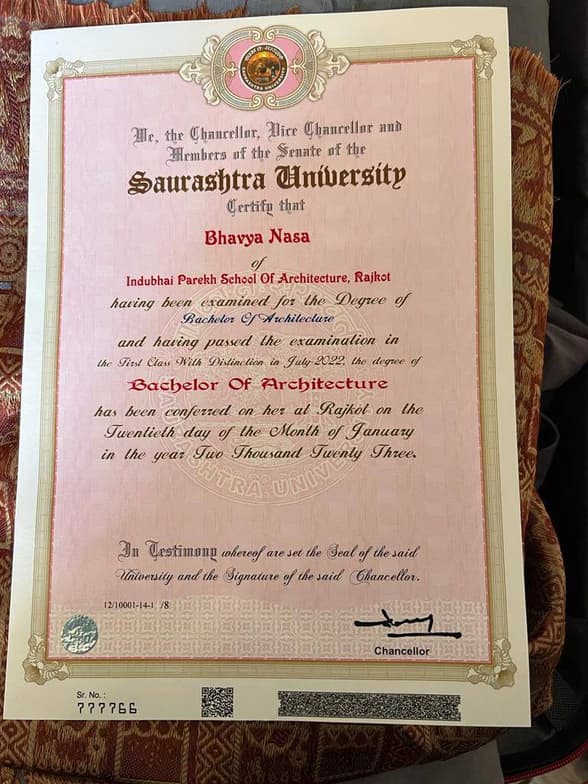 We, the Chancellor, Vice Chancellor and
Members of the Senate of the
Saurashtra University
Certify that
Bhavya Nasa
of
Indubhai Parekh School Of Architecture, Rajkot
having been examined for the Degree of
Bachelor Of Architecture
and having passed the examination in
the First Class With Distinction in July-2022, the degree of
Bachelor Of Architecture
has been conferred on her at Rajkot on the
Twentieth day of the Month of January
in the year Two Thousand Twenty Three.
In Testimony whereof are set the Seal of the said
University and the Signature of the said Chancellor.
12/10001-14-1 /8
Chancellor
Sr. No. :
777766